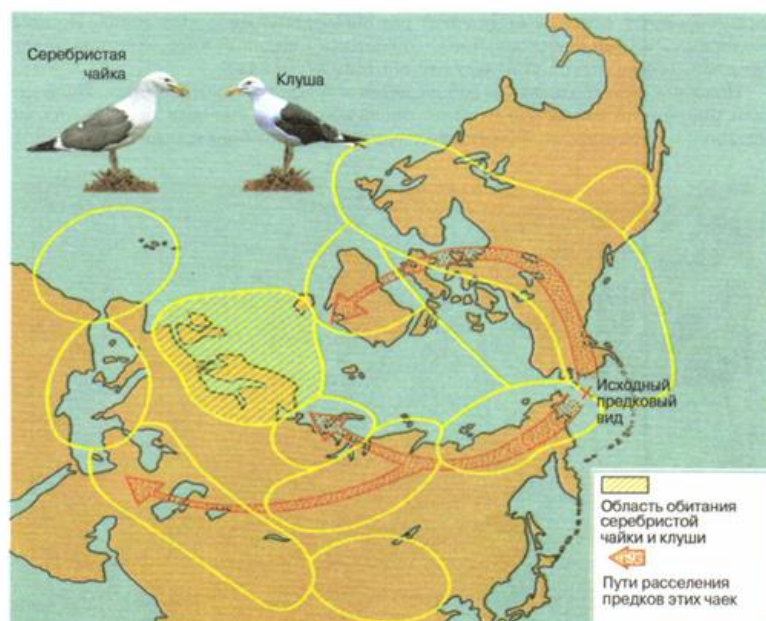 Серебристая
чайка
Клуша
Исходный
предковый
вид
Область обитания
серебристой
чайки и клуши
Пути расселения
предков этих чаек